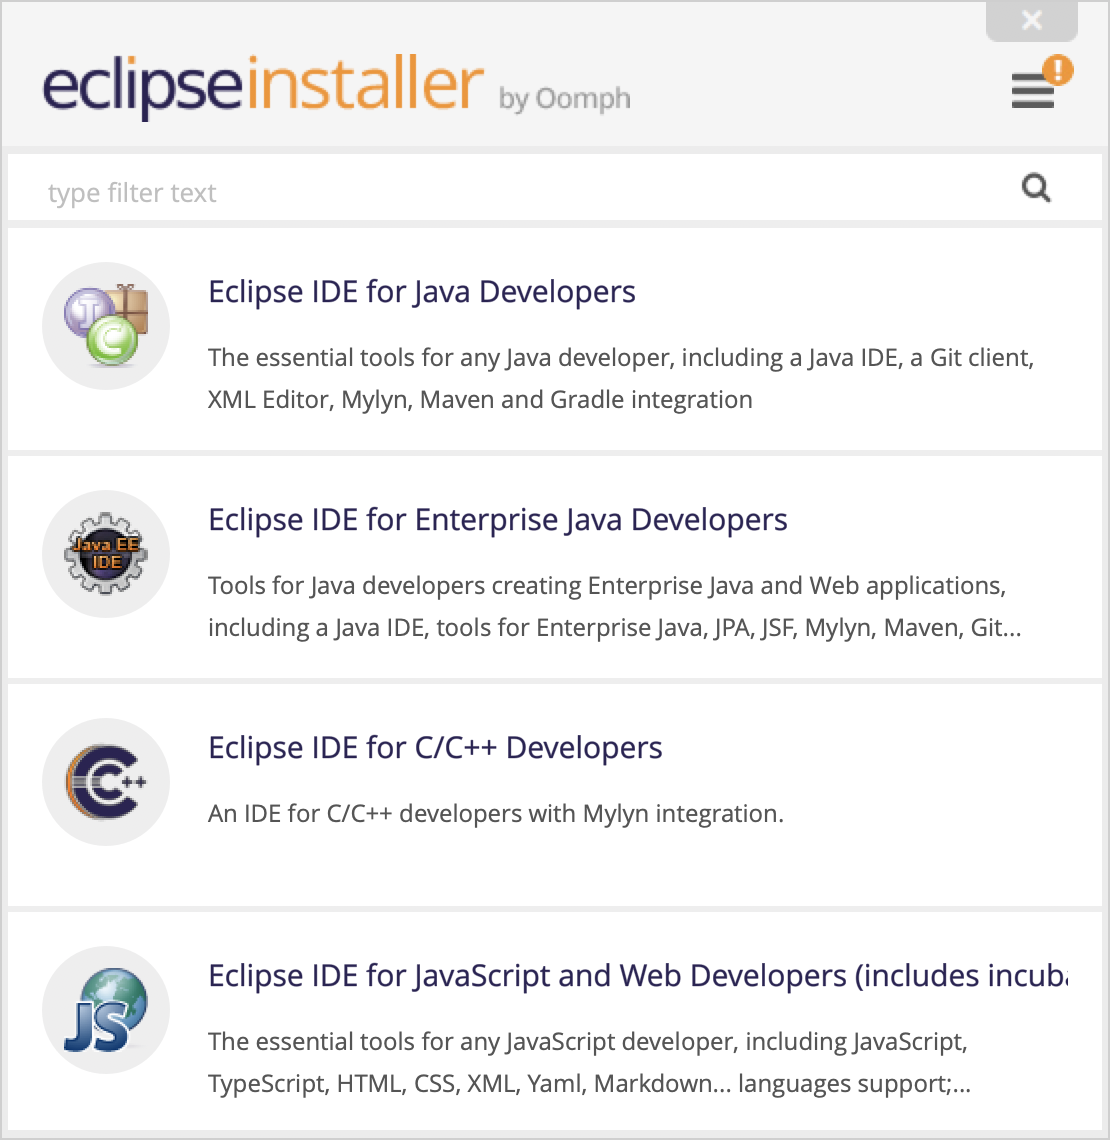 eclipseinstaller by Oomph
type filter text
Eclipse IDE for Java Developers
The essential tools for any Java developer, including a Java IDE, a Git client,
XML Editor, Mylyn, Maven and Gradle integration
Java EE
IDE
Eclipse IDE for Enterprise Java Developers
Tools for Java developers creating Enterprise Java and Web applications,
including a Java IDE, tools for Enterprise Java, JPA, JSF, Mylyn, Maven, Git...
C++
Eclipse IDE for C/C++ Developers
An IDE for C/C++ developers with Mylyn integration.
JS
Eclipse IDE for JavaScript and Web Developers (includes incuba
The essential tools for any JavaScript developer, including JavaScript,
TypeScript, HTML, CSS, XML, Yaml, Markdown... languages support;...